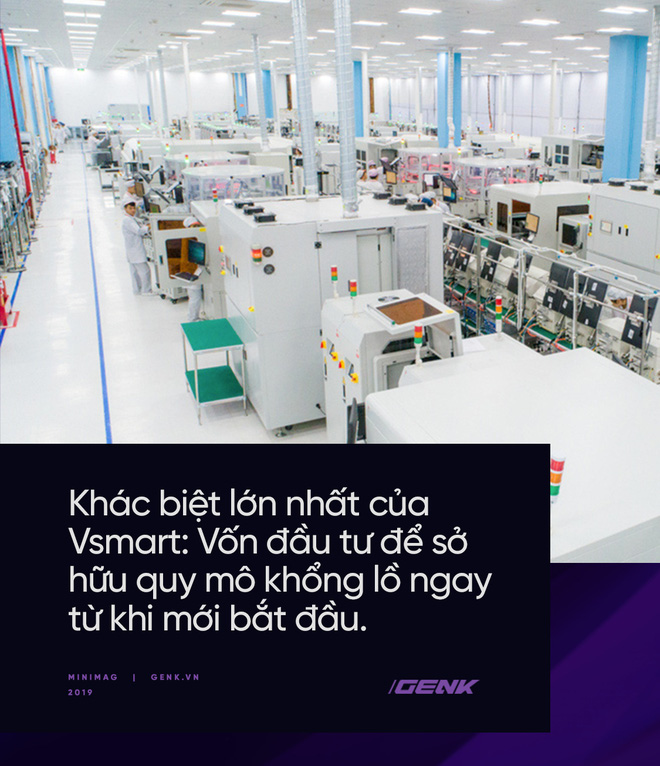 Khác biệt lớn nhất của
Vsmart: Vốn đầu tư để sở
hữu quy mô khổng lồ ngay
từ khi mới bắt đầu.
MINIMAG | GENK.VN
2019
/GENK